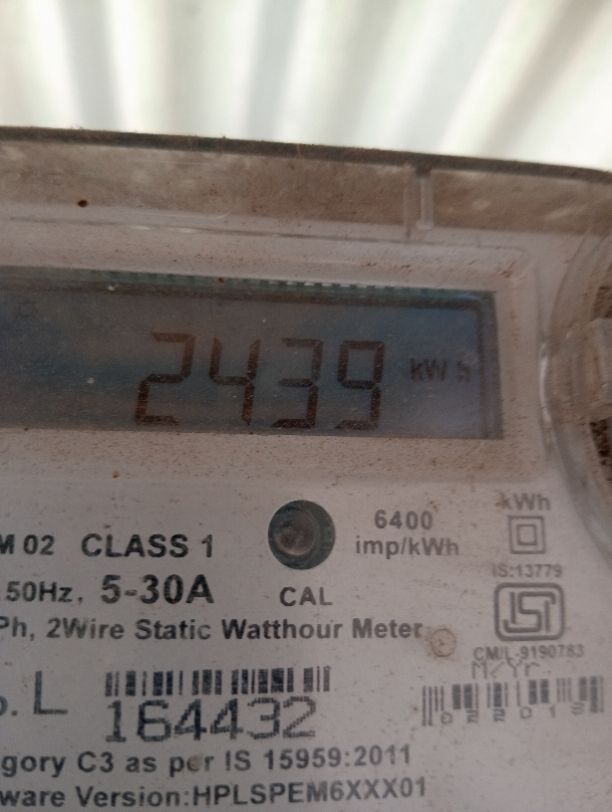 2439 kWh
kWh
6400
imp/kWh
M 02 CLASS 1
IS:13779
50Hz, 5-30A
CAL
ISI
Ph, 2Wire Static Watthour Meter
CM/L-9190783
M/Yr.
. L
164432
gory C3 as per IS 15959:2011
ware Version:HPLSPEM6XXX01